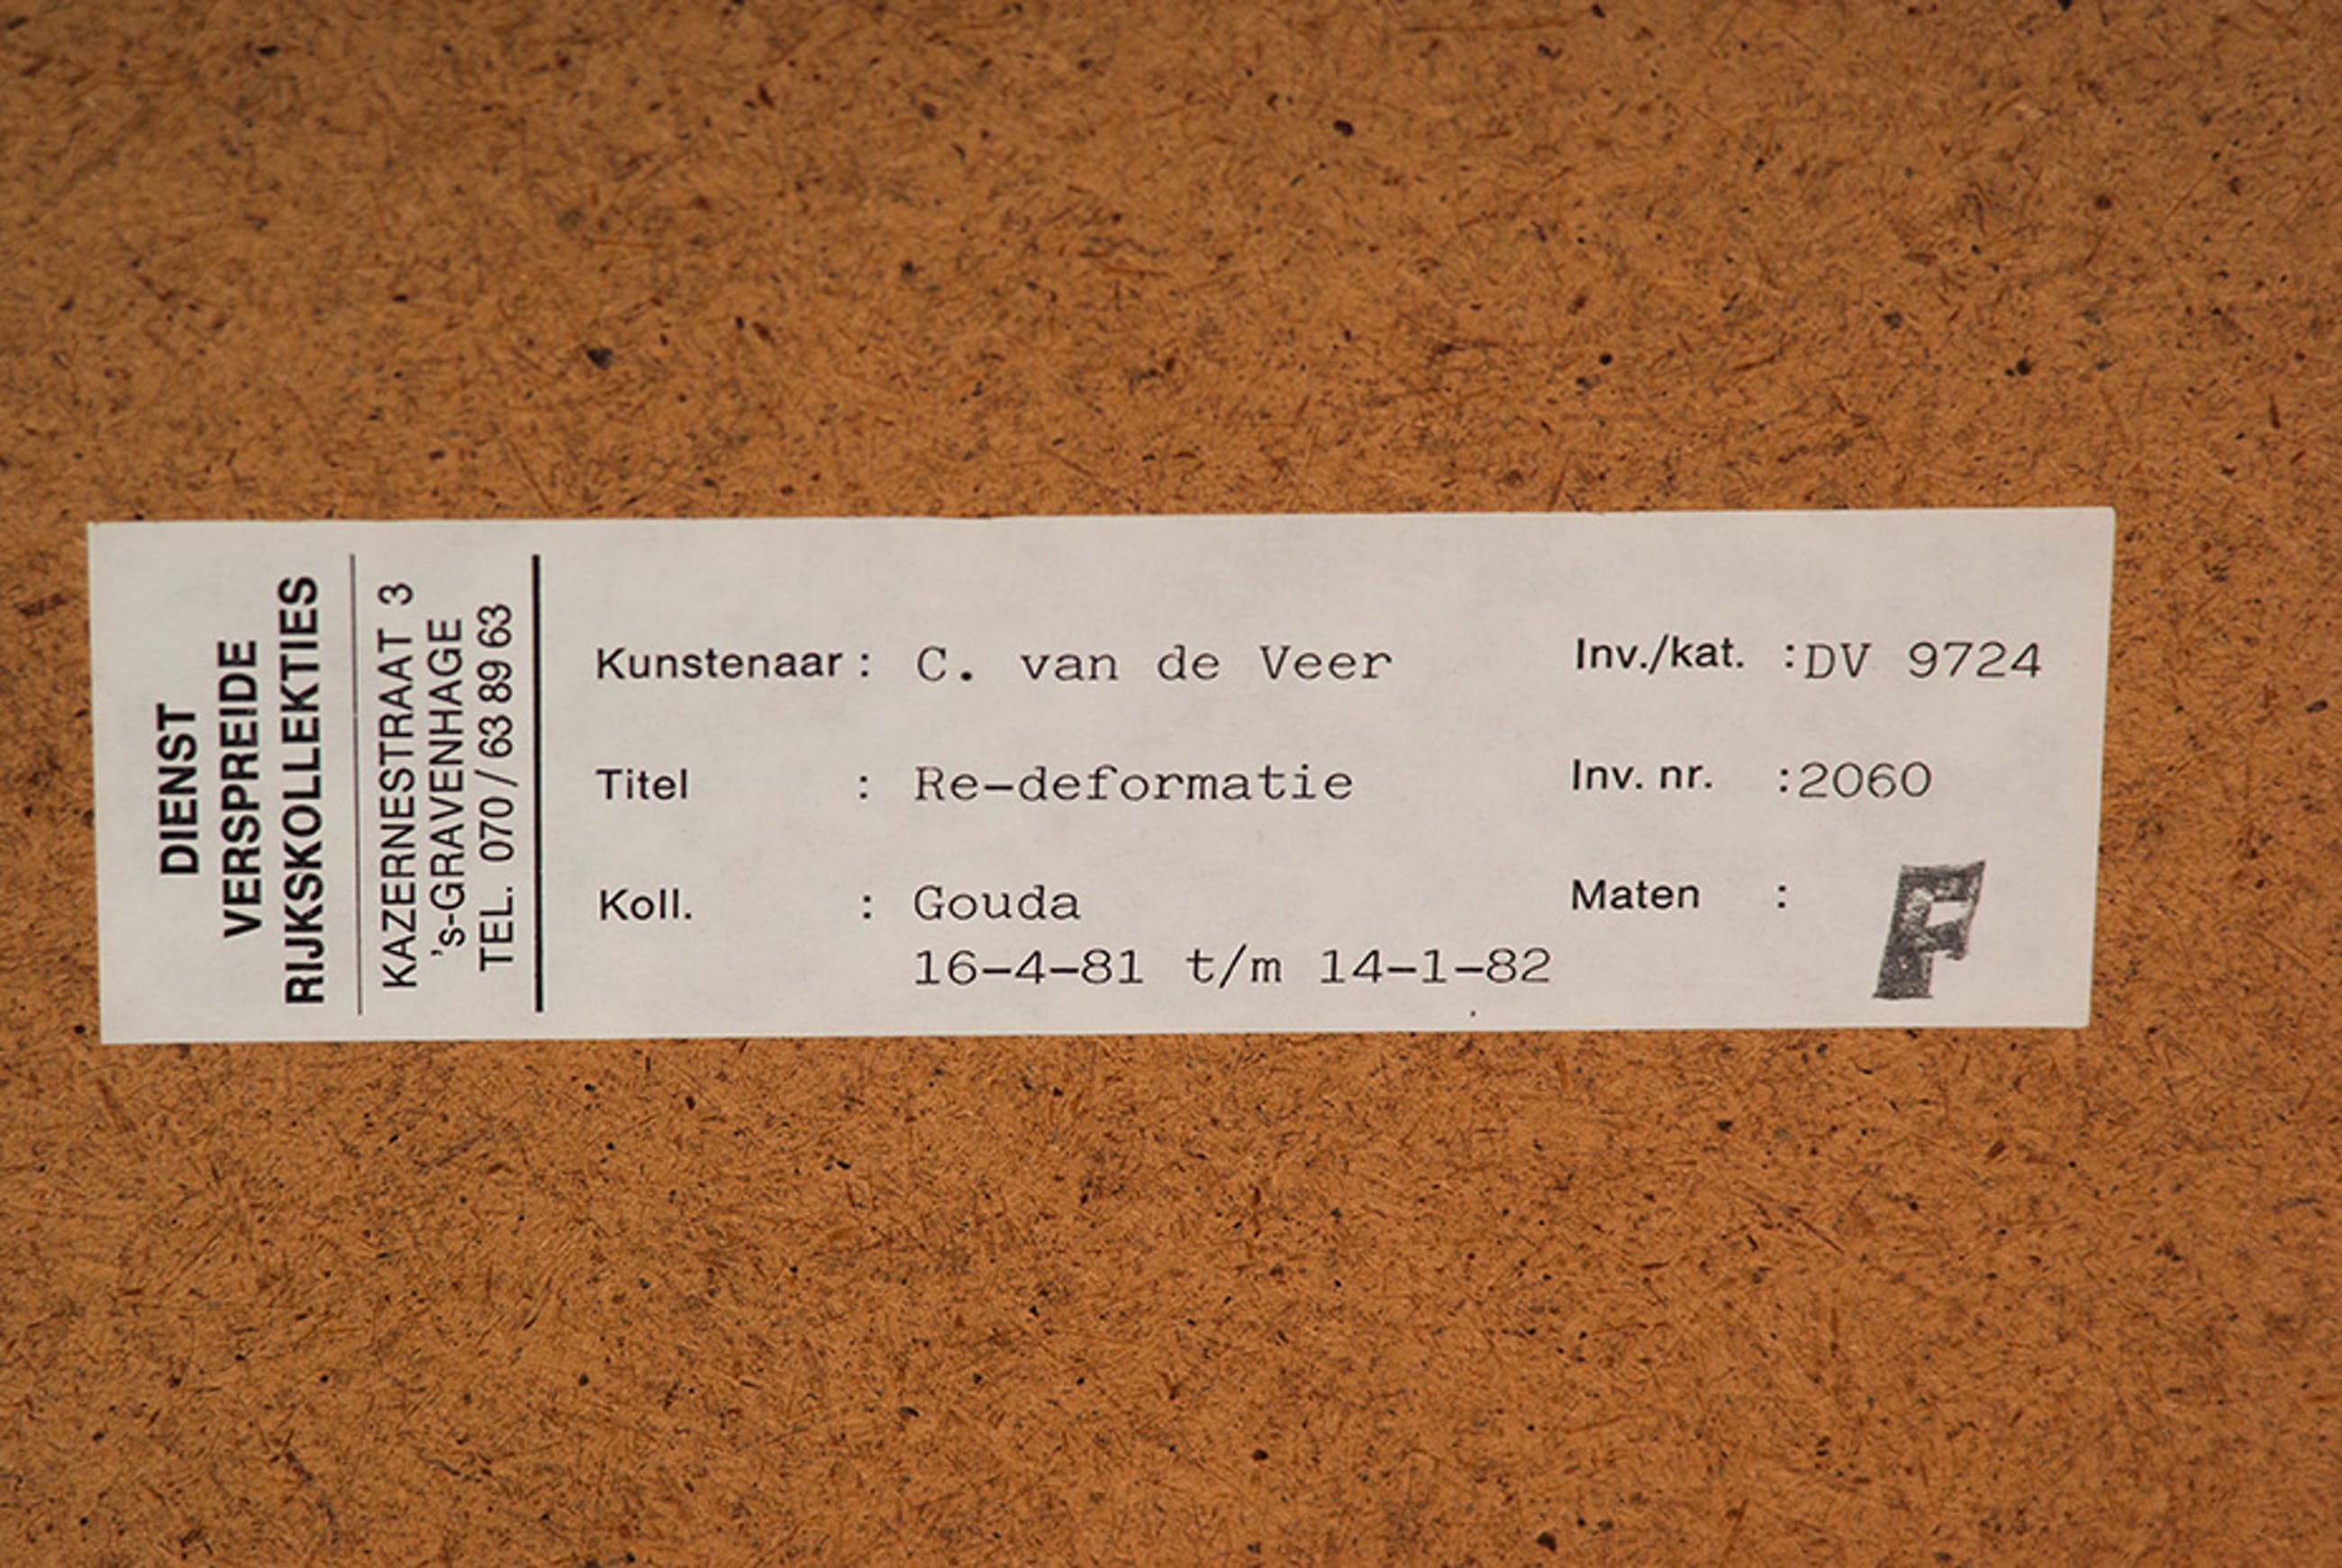 DIENST
VERSPREIDE
RIJKSKOLLEKTIES
KAZERNESTRAAT 3
's-GRAVENHAGE
TEL. 070/63 89 63
Kunstenaar : C. van de Veer
Titel : Re-deformatie
Koll. : Gouda
16-4-81 t/m 14-1-82
Inv./kat. :DV 9724
Inv. nr. :2060
Maten :
F